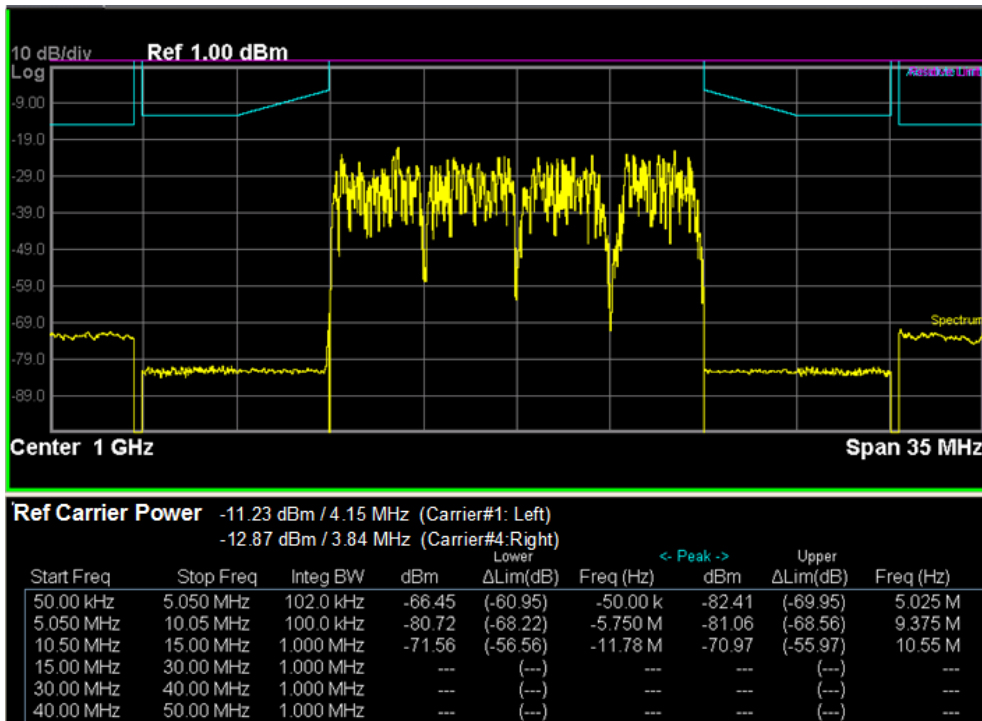 10 dB/div Ref 1.00 dBm
Log
-9.00
-19.0
-29.0
-39.0
-49.0
-59.0
-69.0
Spectrum
-79.0
-89.0
Center 1 GHz Span 35 MHz
Ref Carrier Power -11.23 dBm / 4.15 MHz (Carrier#1: Left)
-12.87 dBm / 3.84 MHz (Carrier#4:Right)
Lower <- Peak -> Upper
Start Freq Stop Freq Integ BW dBm ΔLim(dB) Freq (Hz) dBm ΔLim(dB) Freq (Hz)
50.00 kHz 5.050 MHz 102.0 kHz -66.45 (-60.95) -50.00 k -82.41 (-69.95) 5.025 M
5.050 MHz 10.05 MHz 100.0 kHz -80.72 (-68.22) -5.750 M -81.06 (-68.56) 9.375 M
10.50 MHz 15.00 MHz 1.000 MHz -71.56 (-56.56) -11.78 M -70.97 (-55.97) 10.55 M
15.00 MHz 30.00 MHz 1.000 MHz --- (---) --- --- (---) ---
30.00 MHz 40.00 MHz 1.000 MHz --- (---) --- --- (---) ---
40.00 MHz 50.00 MHz 1.000 MHz --- (---) --- --- (---) ---